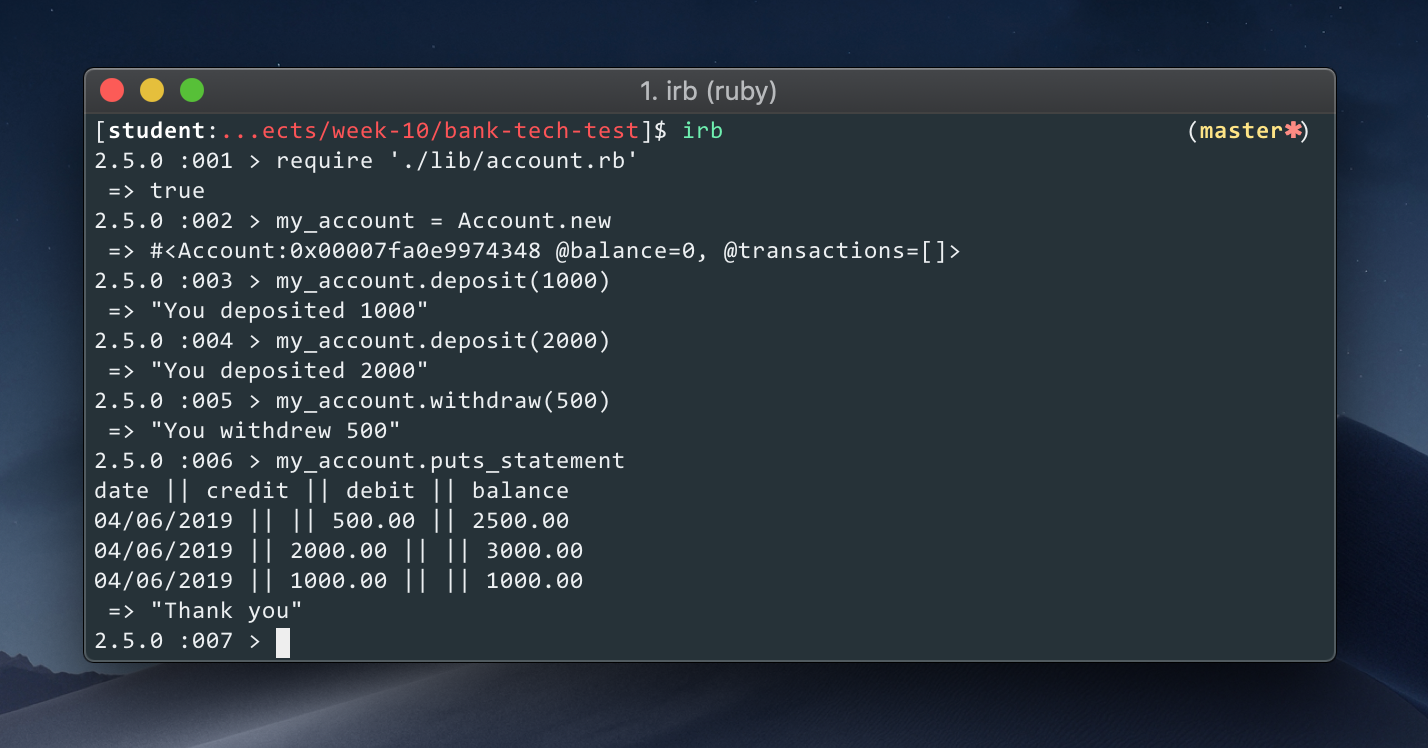 1. irb (ruby)
[student:...ects/week-10/bank-tech-test]$ irb (master✱)
2.5.0 :001 > require './lib/account.rb'
 => true
2.5.0 :002 > my_account = Account.new
 => #<Account:0x00007fa0e9974348 @balance=0, @transactions=[]>
2.5.0 :003 > my_account.deposit(1000)
 => "You deposited 1000"
2.5.0 :004 > my_account.deposit(2000)
 => "You deposited 2000"
2.5.0 :005 > my_account.withdraw(500)
 => "You withdrew 500"
2.5.0 :006 > my_account.puts_statement
date || credit || debit || balance
04/06/2019 || || 500.00 || 2500.00
04/06/2019 || 2000.00 || || 3000.00
04/06/2019 || 1000.00 || || 1000.00
 => "Thank you"
2.5.0 :007 >